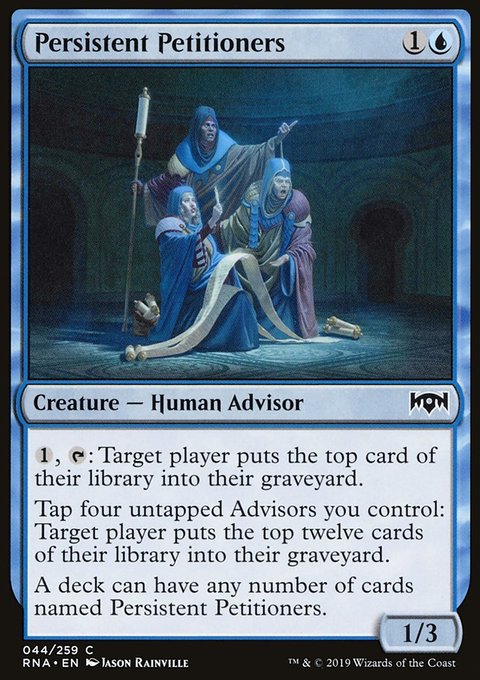 Persistent Petitioners 1
Creature — Human Advisor
1, : Target player puts the top card of
their library into their graveyard.
Tap four untapped Advisors you control:
Target player puts the top twelve cards
of their library into their graveyard.
A deck can have any number of cards
named Persistent Petitioners.
1/3
044/259 C
RNA • EN Jason Rainville
™ & © 2019 Wizards of the Coast